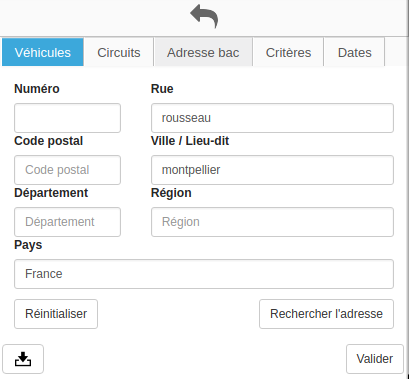 Véhicules Circuits Adresse bac Critères Dates
Numéro Rue
rousseau
Code postal Ville / Lieu-dit
Code postal montpellier
Département Région
Département Région
Pays
France
Réinitialiser Rechercher l'adresse
Valider